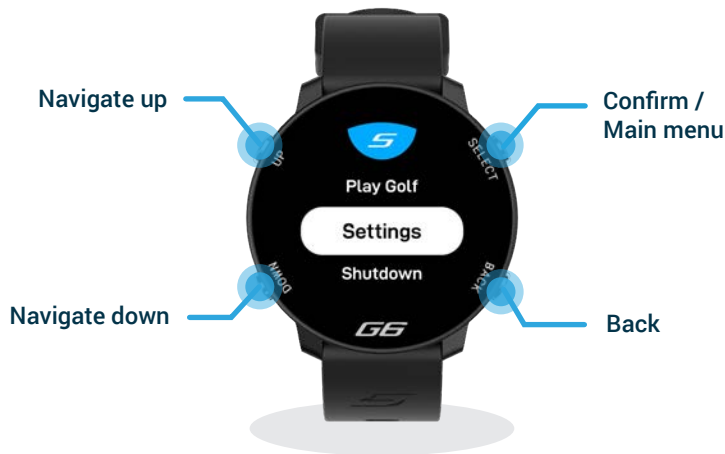 Navigate up
Confirm /
Main menu
UP
SELECT
Play Golf
Settings
Shutdown
DOWN
BACK
Navigate down
Back
G6